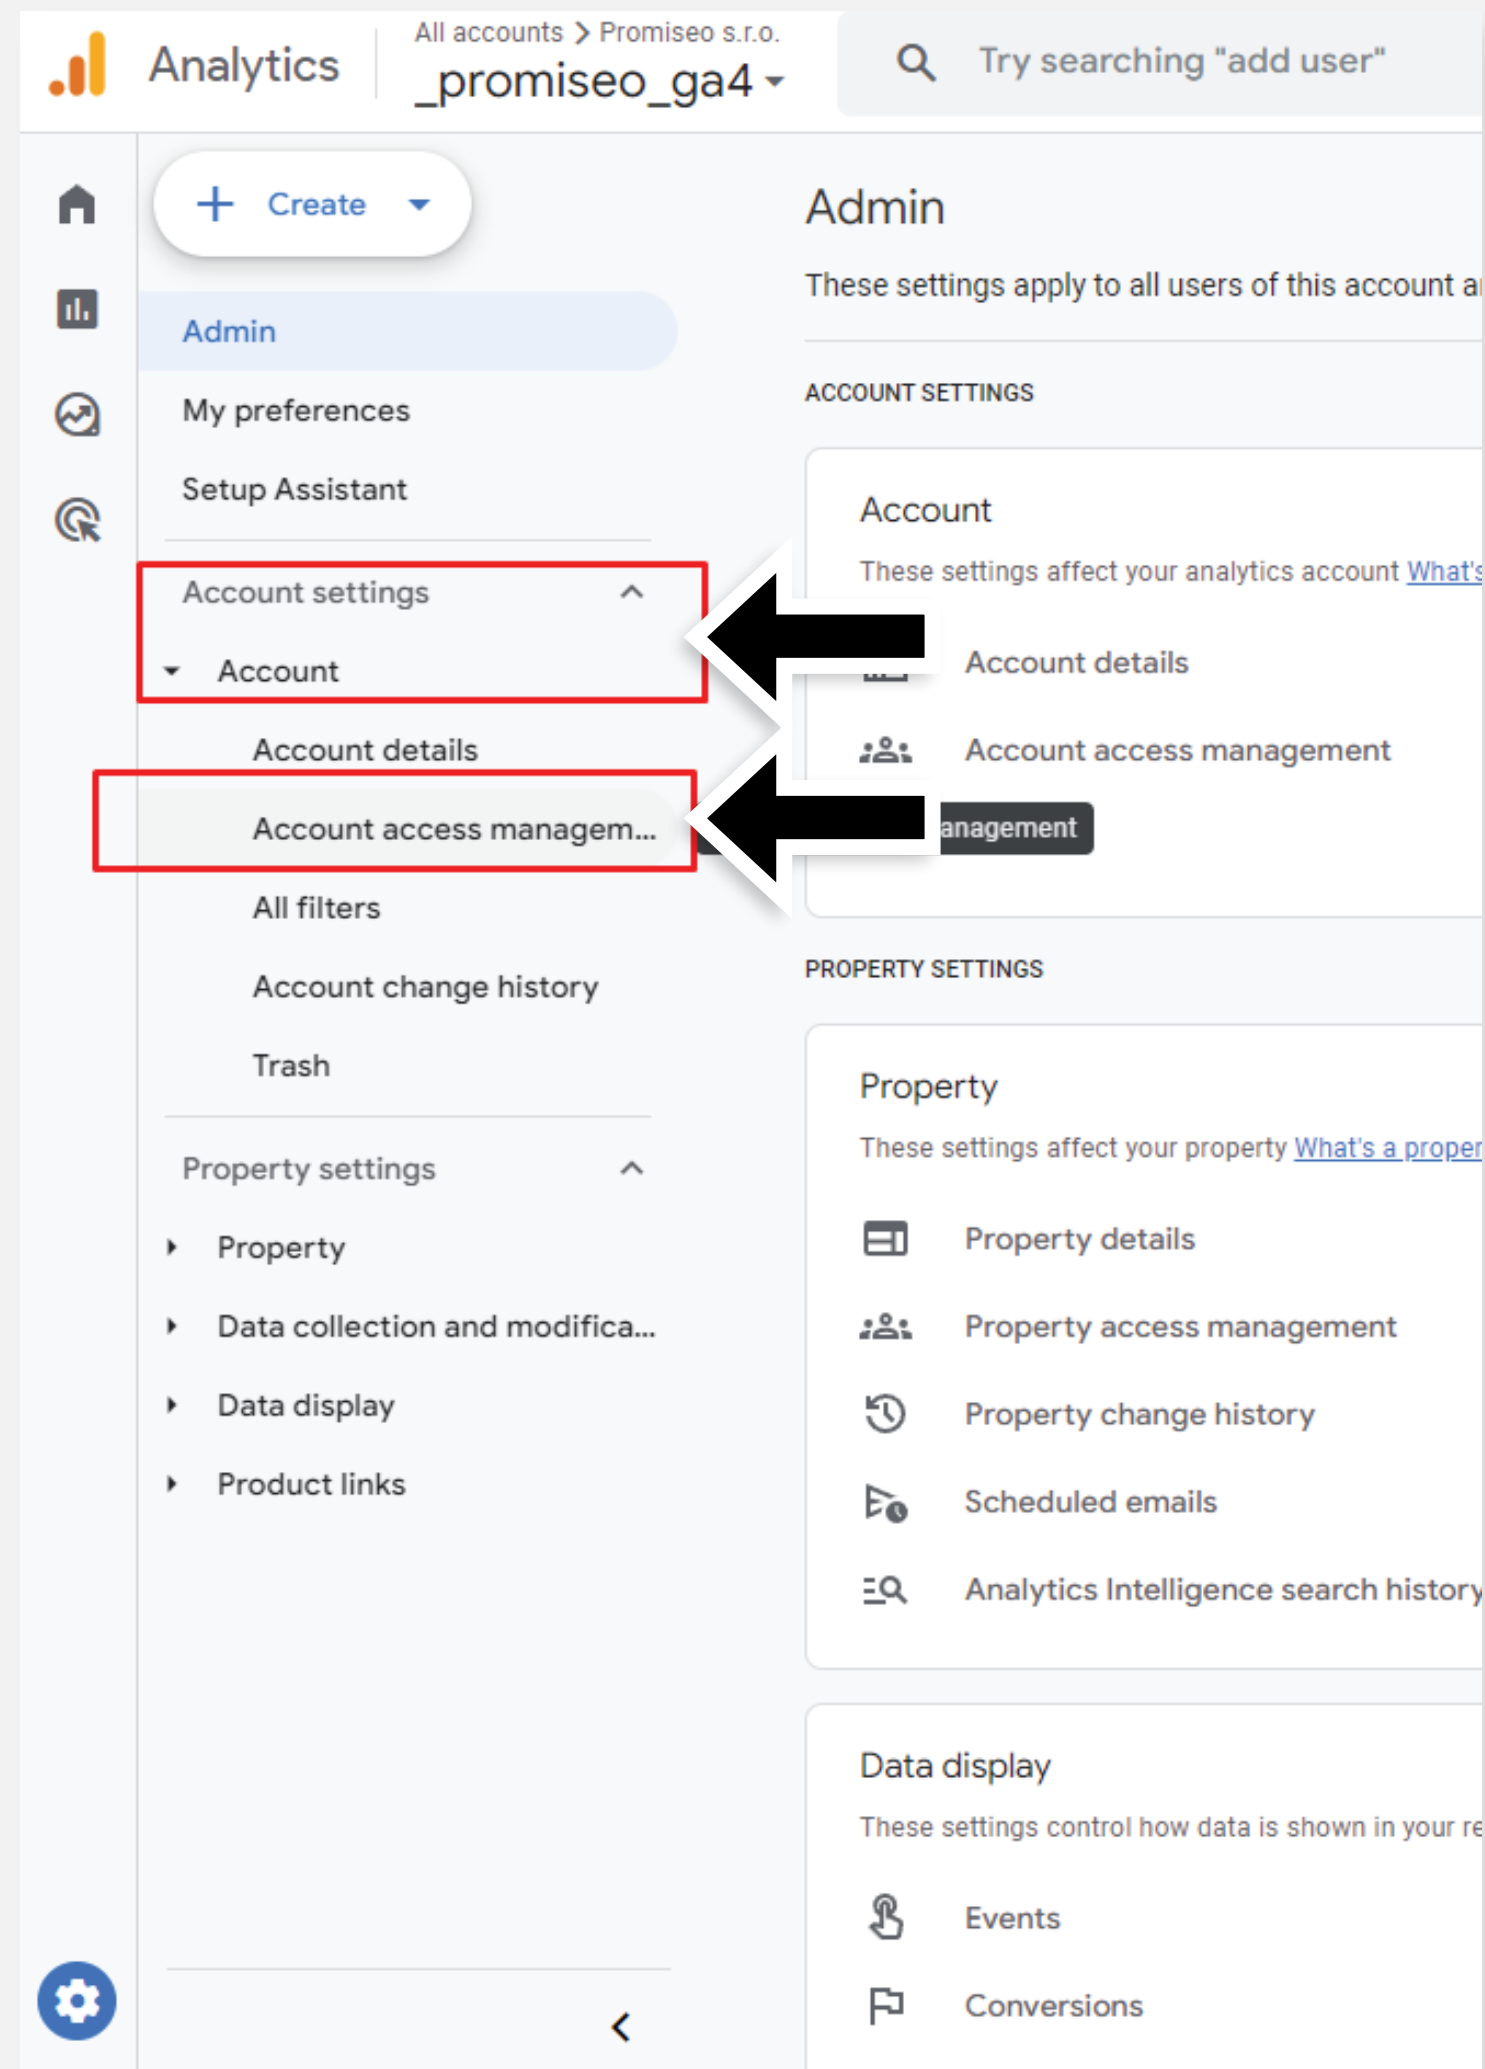 Analytics
All accounts > Promiseo s.r.o.
_promiseo_ga4
Try searching "add user"
Create
Admin
My preferences
Setup Assistant
Account settings
Account
Account details
Account access managem...
All filters
Account change history
Trash
Property settings
Property
Data collection and modifica...
Data display
Product links
Admin
These settings apply to all users of this account
ACCOUNT SETTINGS
Account
These settings affect your analytics account What's
Account details
Account access management
anagement
PROPERTY SETTINGS
Property
These settings affect your property What's a proper
Property details
Property access management
Property change history
Scheduled emails
Analytics Intelligence search history
Data display
These settings control how data is shown in your re
Events
Conversions